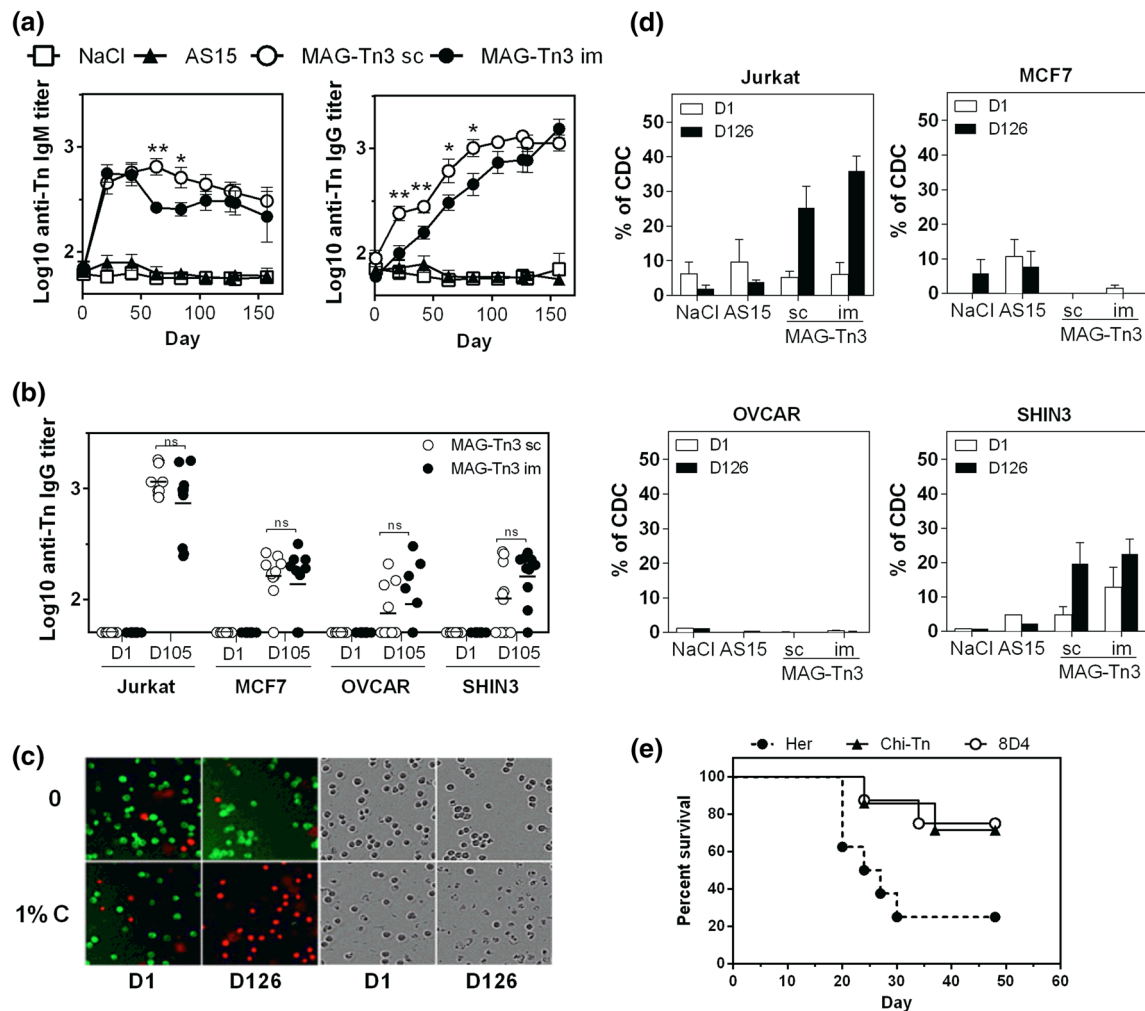 (a)
NaCl AS15 MAG-Tn3 sc MAG-Tn3 im
Log10 anti-Tn IgM titer
3
2
** *
0 50 100 150
Day
Log10 anti-Tn IgG titer
3
2
** ** * *
0 50 100 150
Day
(b)
Log10 anti-Tn IgG titer
3
2
MAG-Tn3 sc
MAG-Tn3 im
ns ns ns ns
D1 D105 D1 D105 D1 D105 D1 D105
Jurkat MCF7 OVCAR SHIN3
(c)
0
1% C
D1 D126 D1 D126
(d)
Jurkat
% of CDC
50
40
30
20
10
0
D1
D126
NaCl AS15 sc im
MAG-Tn3
MCF7
% of CDC
50
40
30
20
10
0
D1
D126
NaCl AS15 sc im
MAG-Tn3
OVCAR
% of CDC
50
40
30
20
10
0
D1
D126
NaCl AS15 sc im
MAG-Tn3
SHIN3
% of CDC
50
40
30
20
10
0
D1
D126
NaCl AS15 sc im
MAG-Tn3
(e)
Her Chi-Tn 8D4
Percent survival
100
80
60
40
20
0
0 10 20 30 40 50 60
Day